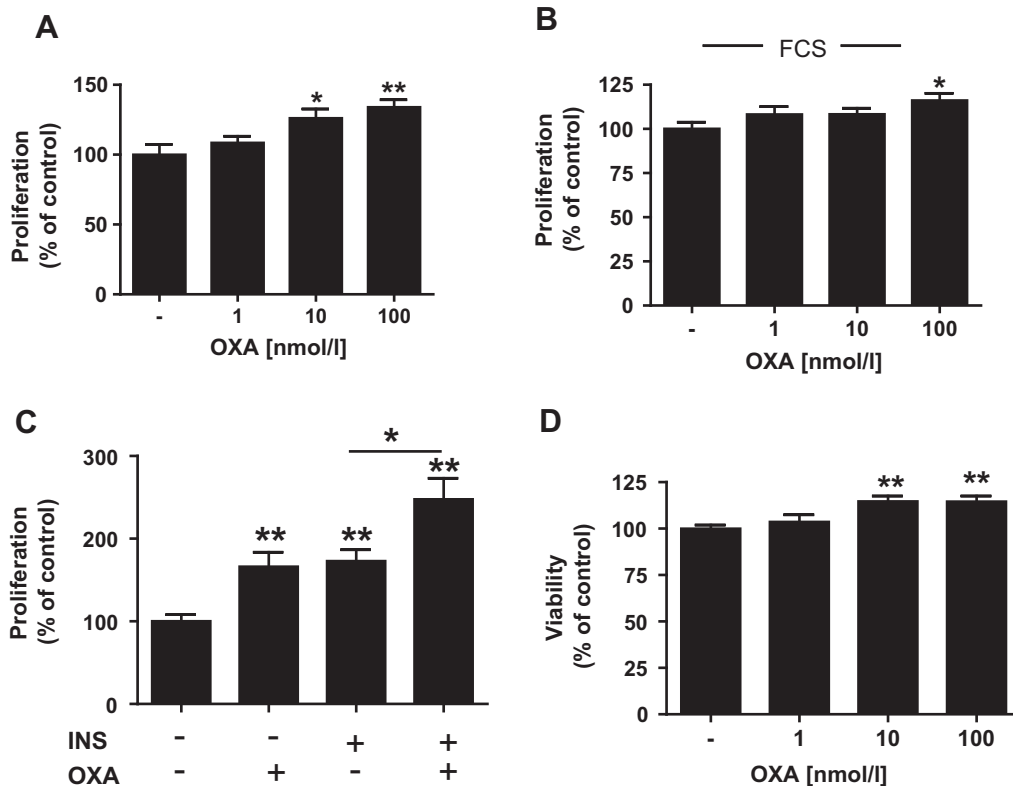 A
Proliferation
(% of control)
150
100
50
0
*
**
- 1 10 100
OXA [nmol/l]
B
FCS
Proliferation
(% of control)
125
100
75
50
25
0
*
- 1 10 100
OXA [nmol/l]
C
Proliferation
(% of control)
300
200
100
0
*
** ** **
INS - - + +
OXA - + - +
D
Viability
(% of control)
125
100
75
50
25
0
** **
- 1 10 100
OXA [nmol/l]